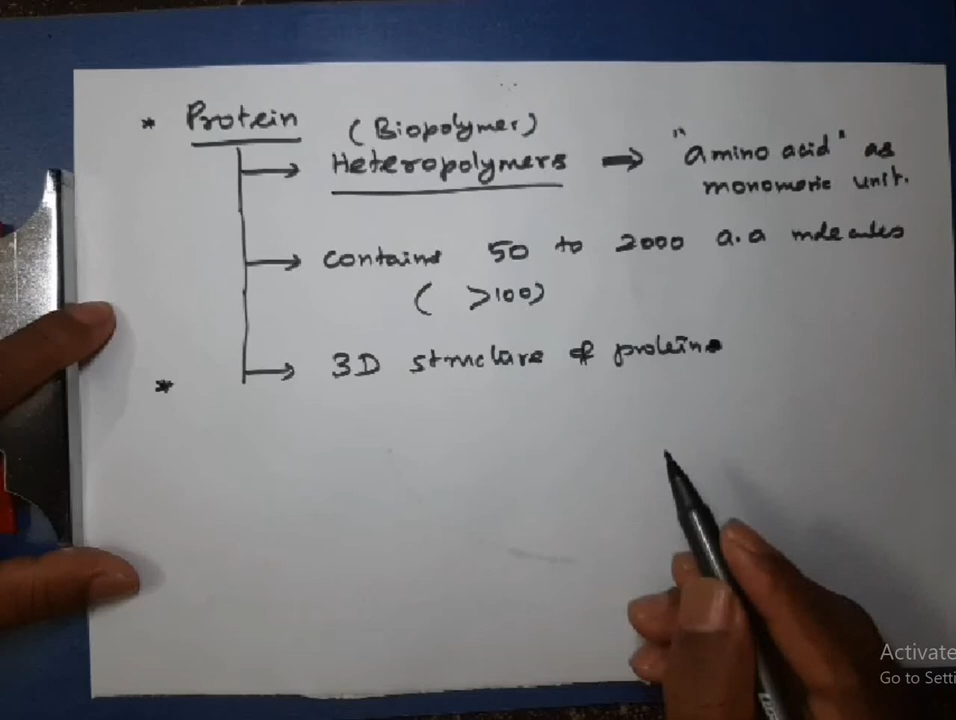 * Protein (Biopolymer)
Heteropolymers → "amino acid" as
monomeric unit.
contains 50 to 2000 a.a molecules
( >100)
* 3D structure of proteins
Activate
Go to Setti